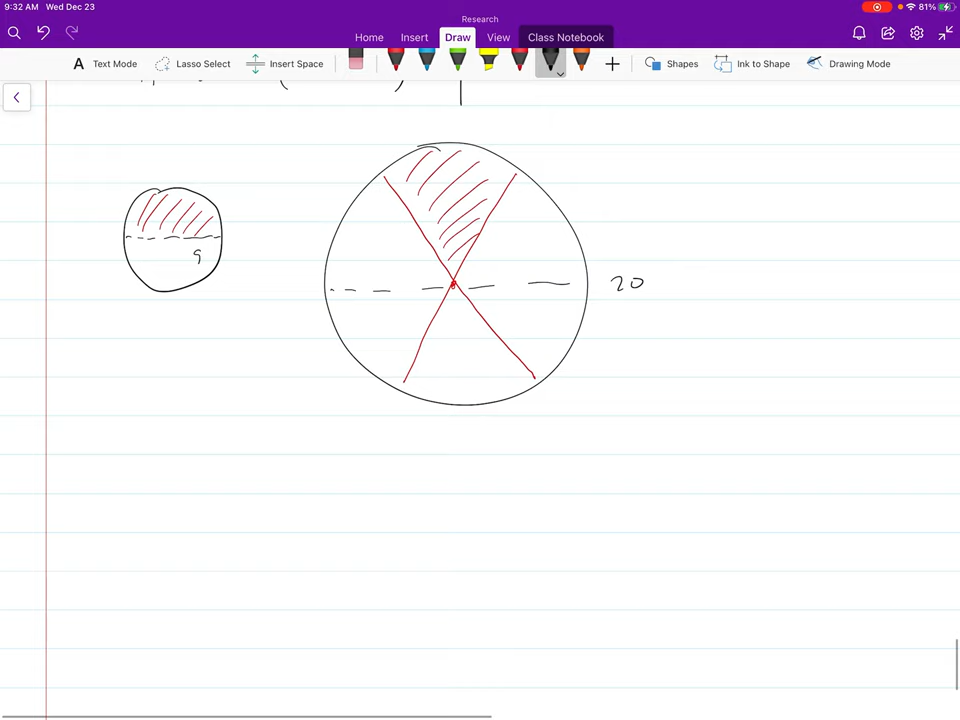 9:32 AM Wed Dec 23
81%
Research
Home Insert Draw View Class Notebook
Text Mode Lasso Select Insert Space Shapes Ink to Shape Drawing Mode
9
20